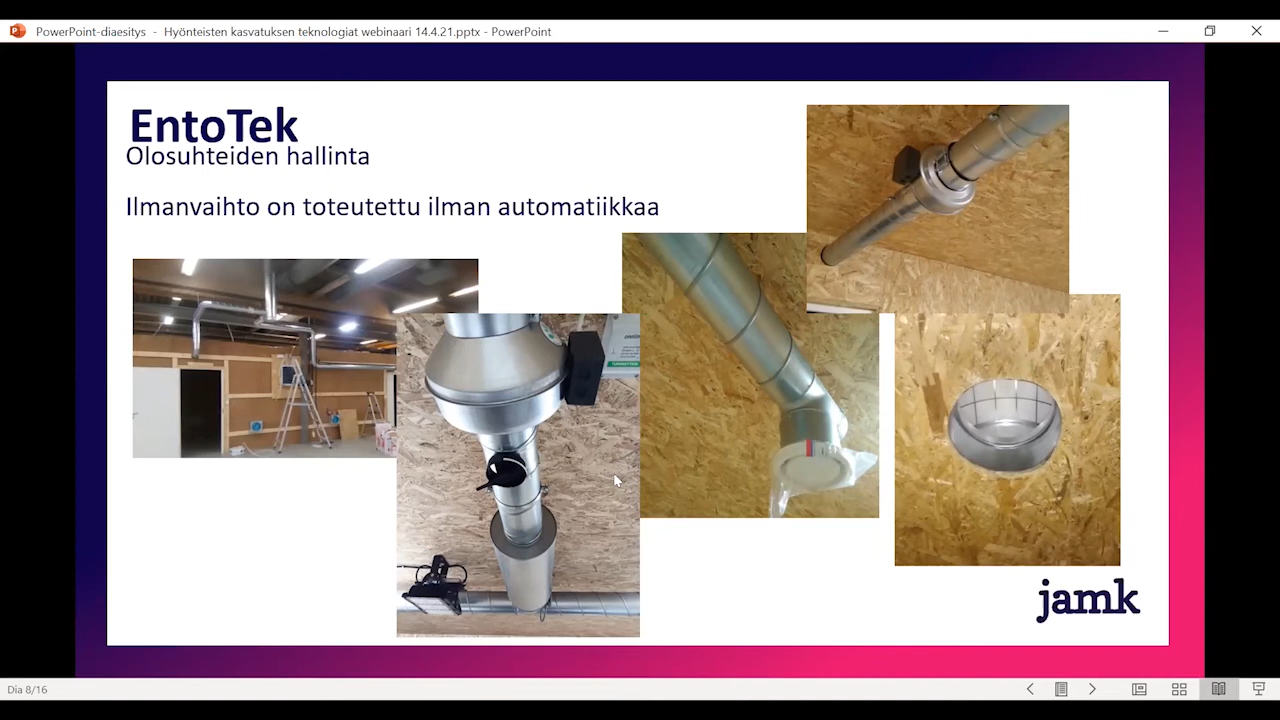 PowerPoint-diaesitys - Hyönteisten kasvatuksen teknologiat webinaari 14.4.21.pptx - PowerPoint
EntoTek
Olosuhteiden hallinta
Ilmanvaihto on toteutettu ilman automatiikkaa
jamk
Dia 8/16